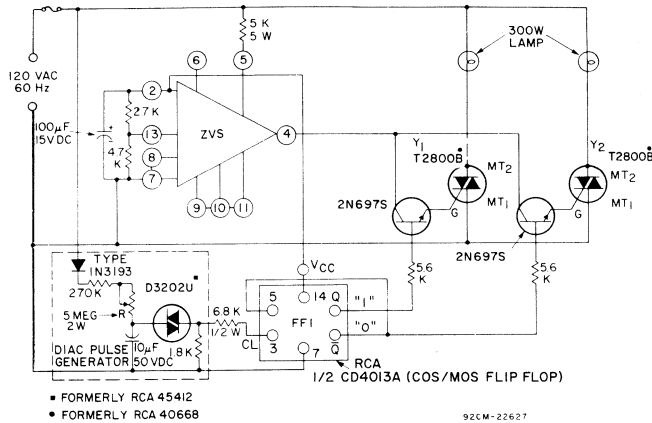 120 VAC
60 Hz
100µF
15VDC
5 K
5 W
300W
LAMP
2
6
5
27K
13
4.7
K
8
7
ZVS
4
9
10
11
Y1
T2800B
MT2
MT1
G
2N697S
Y2
T2800B
MT2
MT1
G
2N697S
5.6
K
5.6
K
TYPE
1N3193
270K
D3202U
5 MEG
2W
R
10µF
50VDC
1.8K
DIAC PULSE
GENERATOR
6.8 K
1/2 W
CL
VCC
5
14
Q
"1"
FF1
"0"
3
7
Q̅
RCA
1/2 CD4013A (COS/MOS FLIP FLOP)
▪ FORMERLY RCA 45412
• FORMERLY RCA 40668
92CM-22627